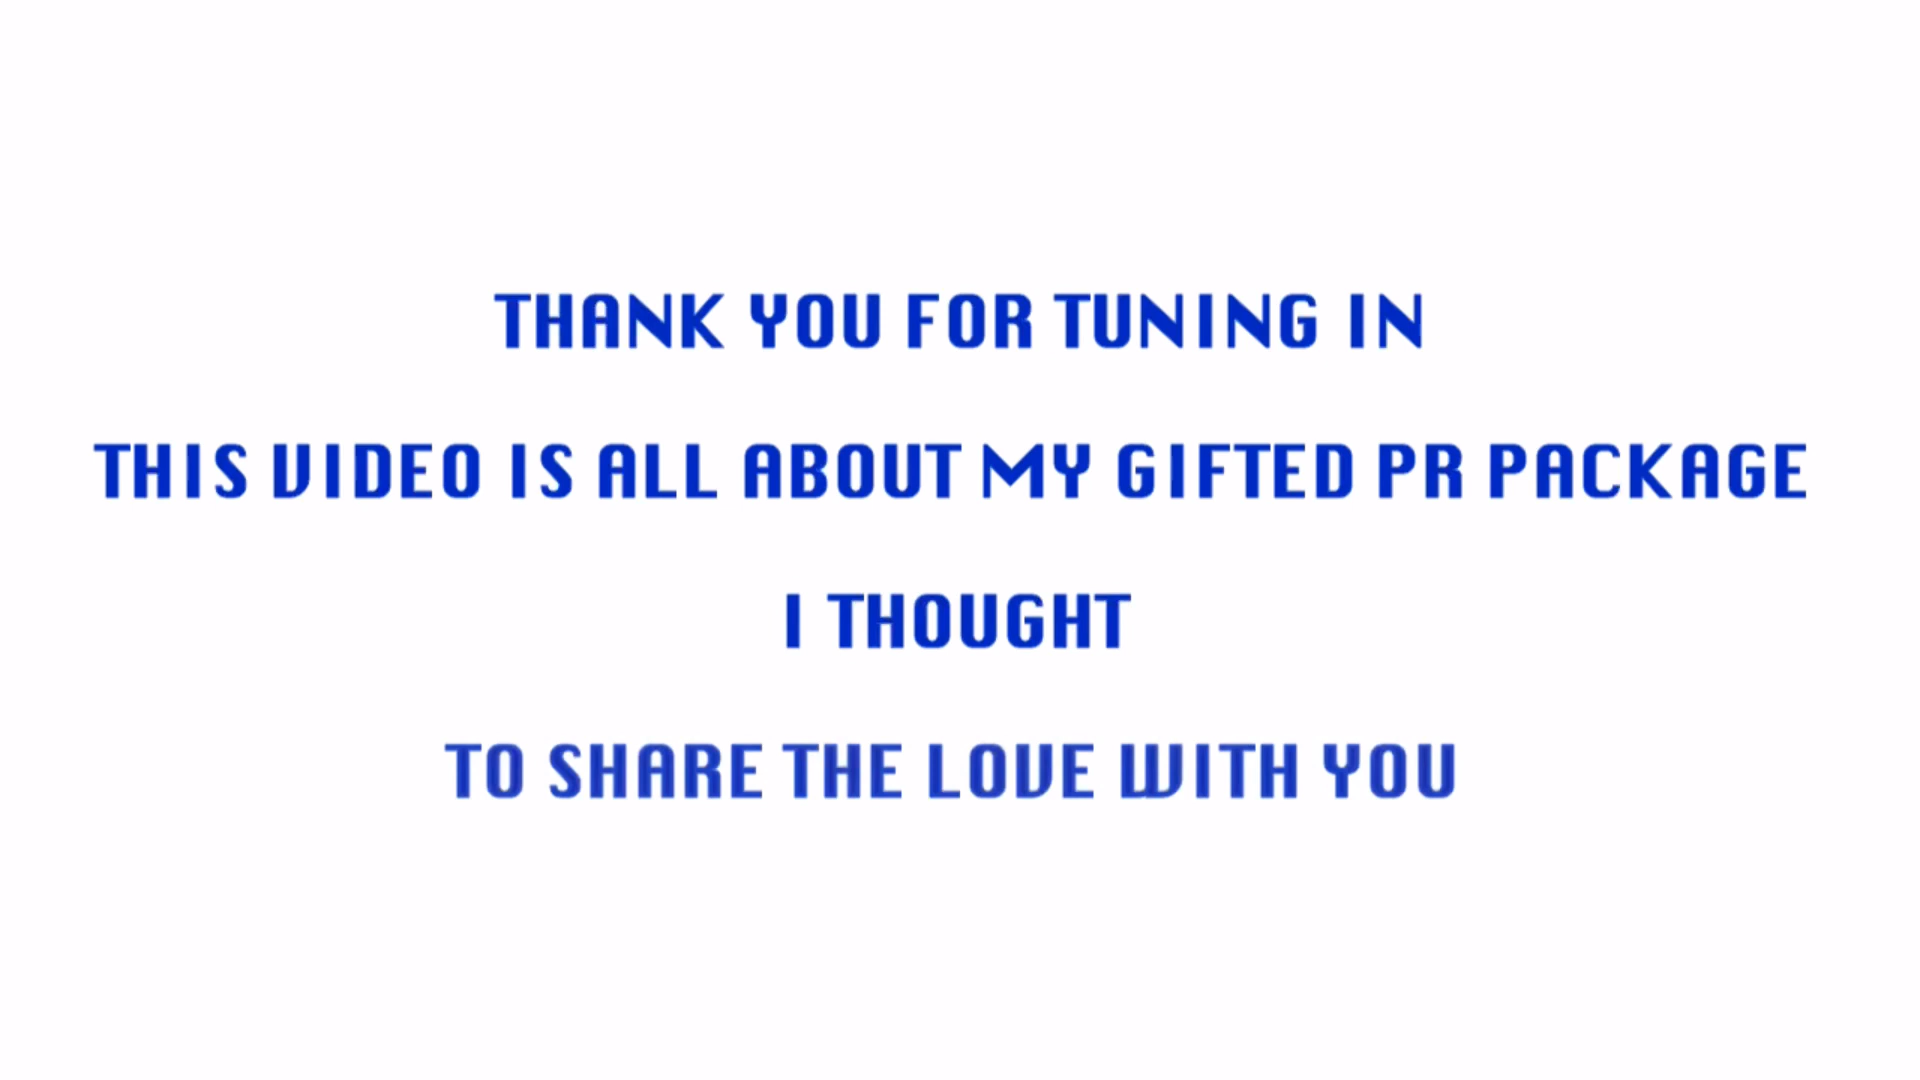 THANK YOU FOR TUNING IN
THIS VIDEO IS ALL ABOUT MY GIFTED PR PACKAGE
I THOUGHT
TO SHARE THE LOVE WITH YOU